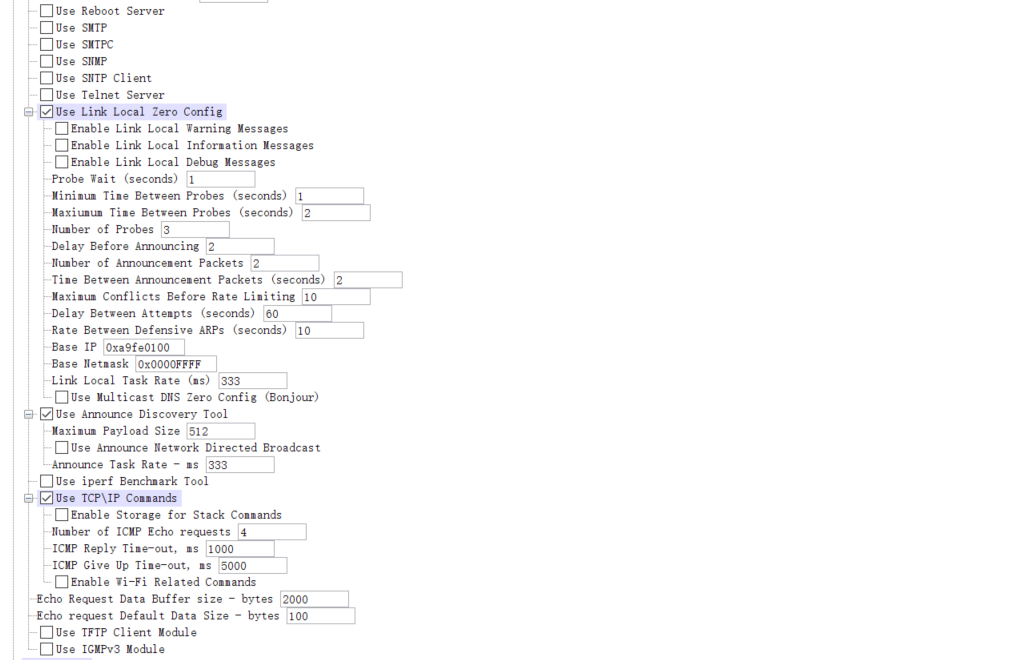 Use Reboot Server
Use SMTP
Use SMTPC
Use SNMP
Use SNTP Client
Use Telnet Server
Use Link Local Zero Config
Enable Link Local Warning Messages
Enable Link Local Information Messages
Enable Link Local Debug Messages
Probe Wait (seconds) 1
Minimum Time Between Probes (seconds) 1
Maxiumum Time Between Probes (seconds) 2
Number of Probes 3
Delay Before Announcing 2
Number of Announcement Packets 2
Time Between Announcement Packets (seconds) 2
Maximum Conflicts Before Rate Limiting 10
Delay Between Attempts (seconds) 60
Rate Between Defensive ARPs (seconds) 10
Base IP 0xa9fe0100
Base Netmask 0x0000FFFF
Link Local Task Rate (ms) 333
Use Multicast DNS Zero Config (Bonjour)
Use Announce Discovery Tool
Maximum Payload Size 512
Use Announce Network Directed Broadcast
Announce Task Rate - ms 333
Use iperf Benchmark Tool
Use TCP\IP Commands
Enable Storage for Stack Commands
Number of ICMP Echo requests 4
ICMP Reply Time-out, ms 1000
ICMP Give Up Time-out, ms 5000
Enable Wi-Fi Related Commands
Echo Request Data Buffer size - bytes 2000
Echo request Default Data Size - bytes 100
Use TFTP Client Module
Use IGMPv3 Module